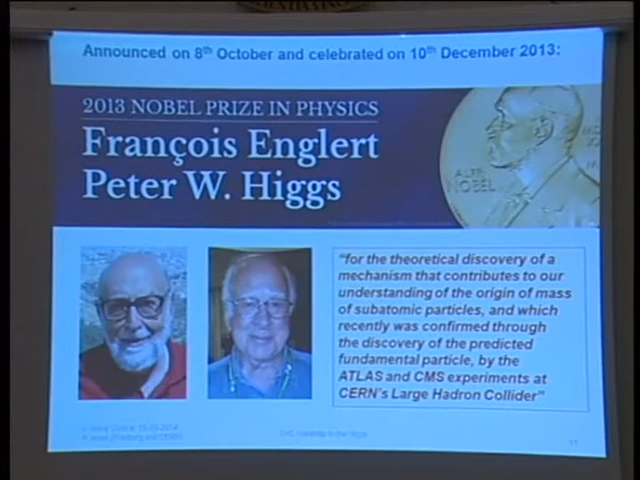 Announced on 8th October and celebrated on 10th December 2013:
2013 NOBEL PRIZE IN PHYSICS
François Englert
Peter W. Higgs
ALFR.
NOBEL
"for the theoretical discovery of a
mechanism that contributes to our
understanding of the origin of mass
of subatomic particles, and which
recently was confirmed through
the discovery of the predicted
fundamental particle, by the
ATLAS and CMS experiments at
CERN's Large Hadron Collider"